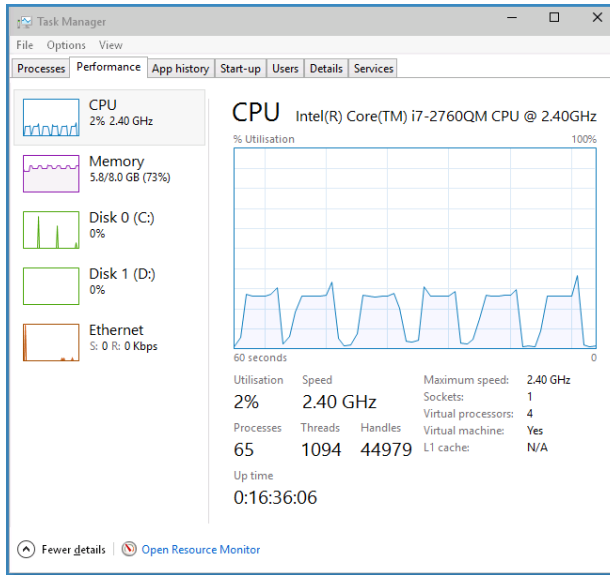 Task Manager
File Options View
Processes Performance App history Start-up Users Details Services
CPU
2% 2.40 GHz
Memory
5.8/8.0 GB (73%)
Disk 0 (C:)
0%
Disk 1 (D:)
0%
Ethernet
S: 0 R: 0 Kbps
CPU Intel(R) Core(TM) i7-2760QM CPU @ 2.40GHz
% Utilisation 100%
60 seconds 0
Utilisation Speed
2% 2.40 GHz
Processes Threads Handles
65 1094 44979
Up time
0:16:36:06
Maximum speed: 2.40 GHz
Sockets: 1
Virtual processors: 4
Virtual machine: Yes
L1 cache: N/A
Fewer details Open Resource Monitor